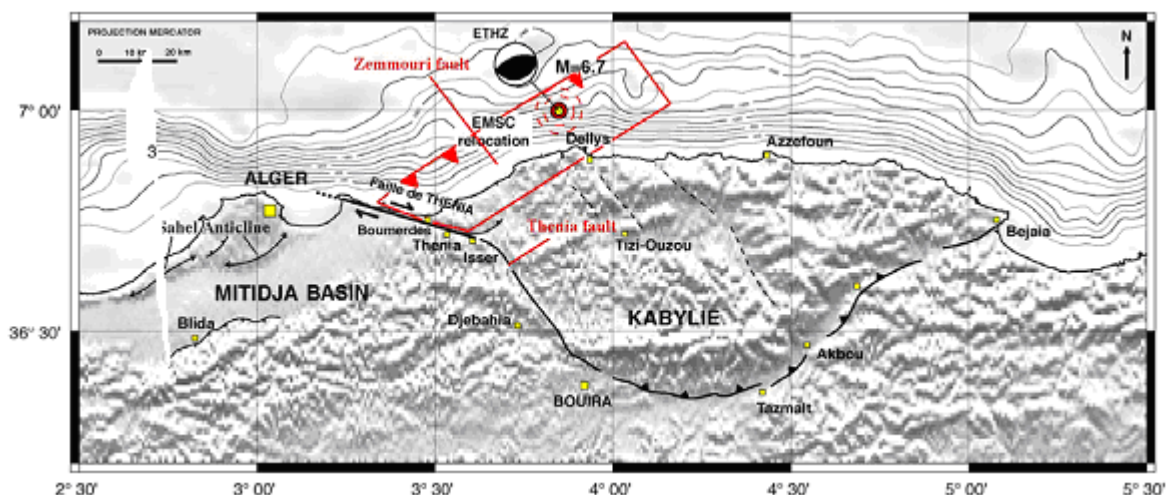 PROJECTION MERCATOR
0 10 kr 20 km
ETHZ
N
Zemmouri fault
M=6.7
7° 00'
EMSC
relocation
3
Dellys
Azzefoun
ALGER
Faille de THENIA
Sahel Anticline
Boumerdes
Thenia fault
Thenia
Tizi-Ouzou
Bejaia
Isser
MITIDJA BASIN
Blida
Djebahia
KABYLIE
36° 30'
Akbou
BOUIRA
Tazmalt
2° 30' 3° 00' 3° 30' 4° 00' 4° 30' 5° 00' 5° 30'